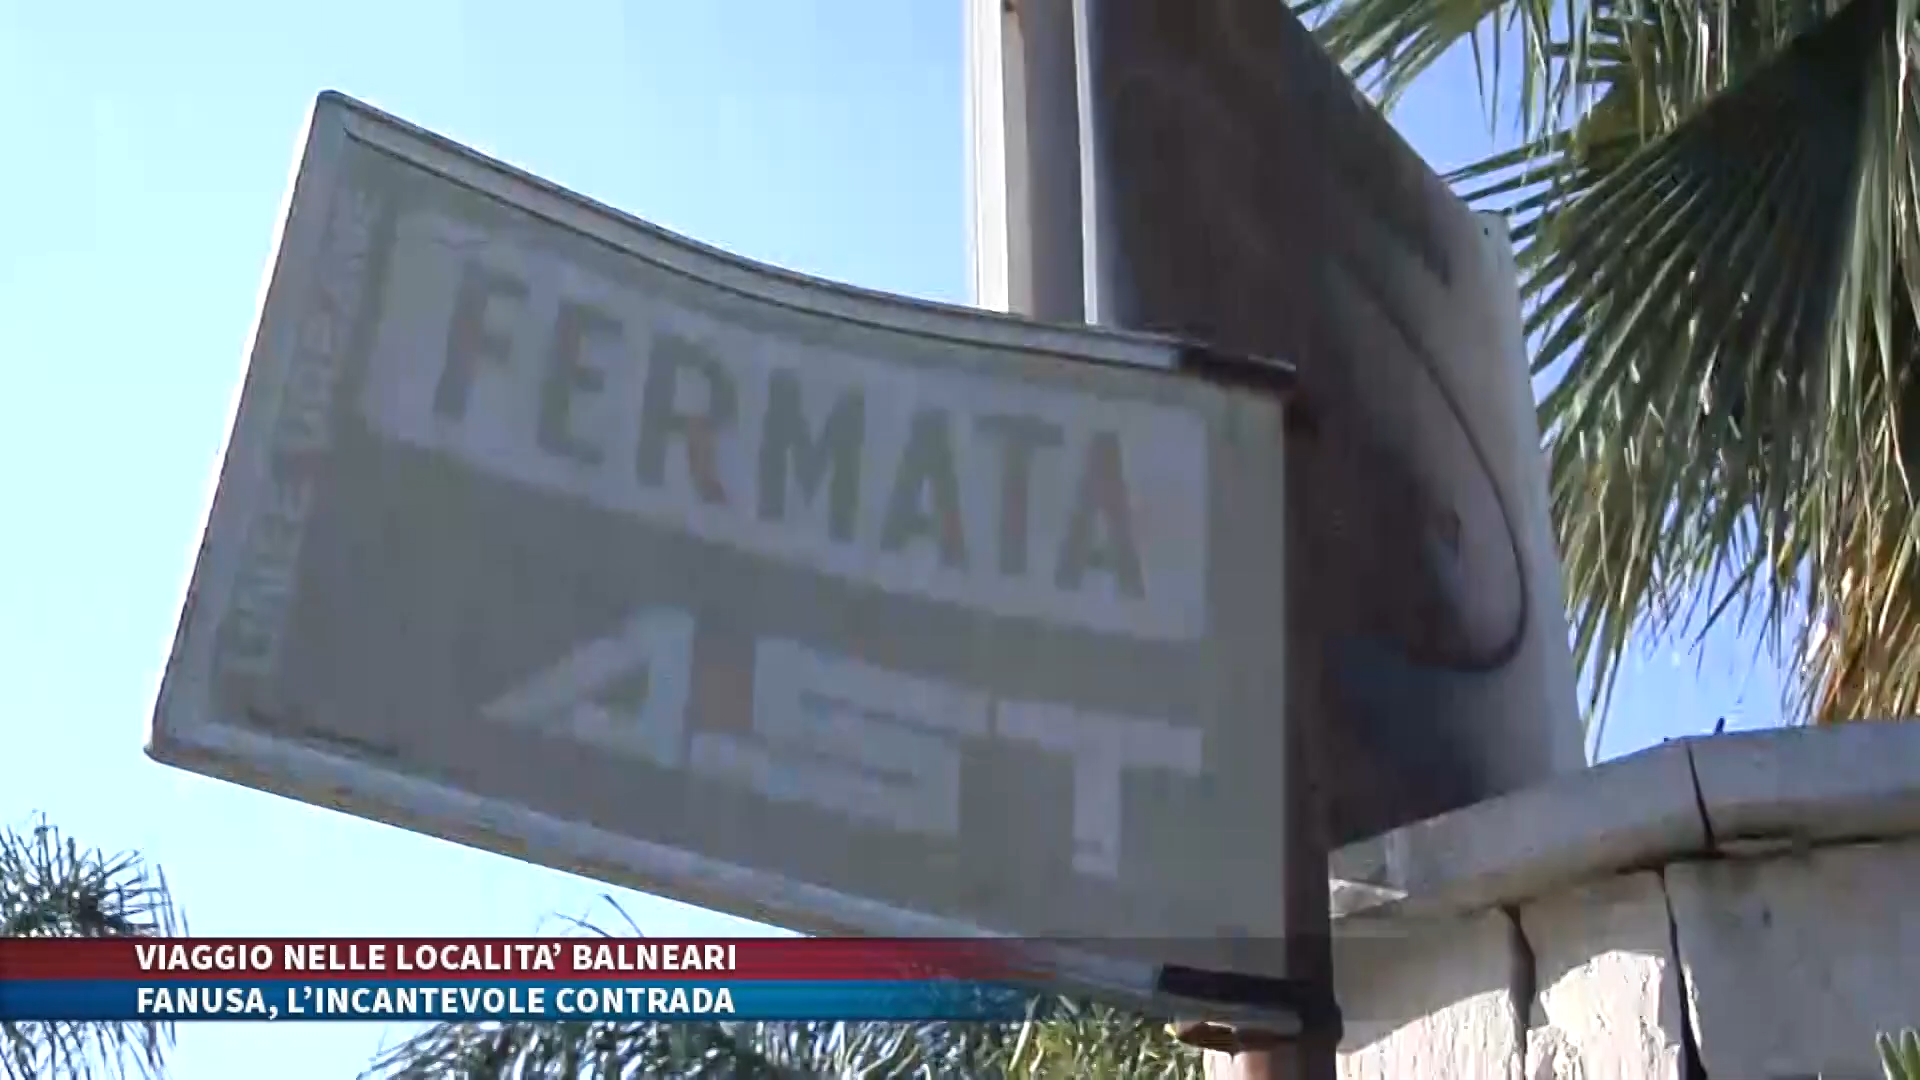 FERMATA
AST
VIAGGIO NELLE LOCALITA’ BALNEARI
FANUSA, L’INCANTEVOLE CONTRADA